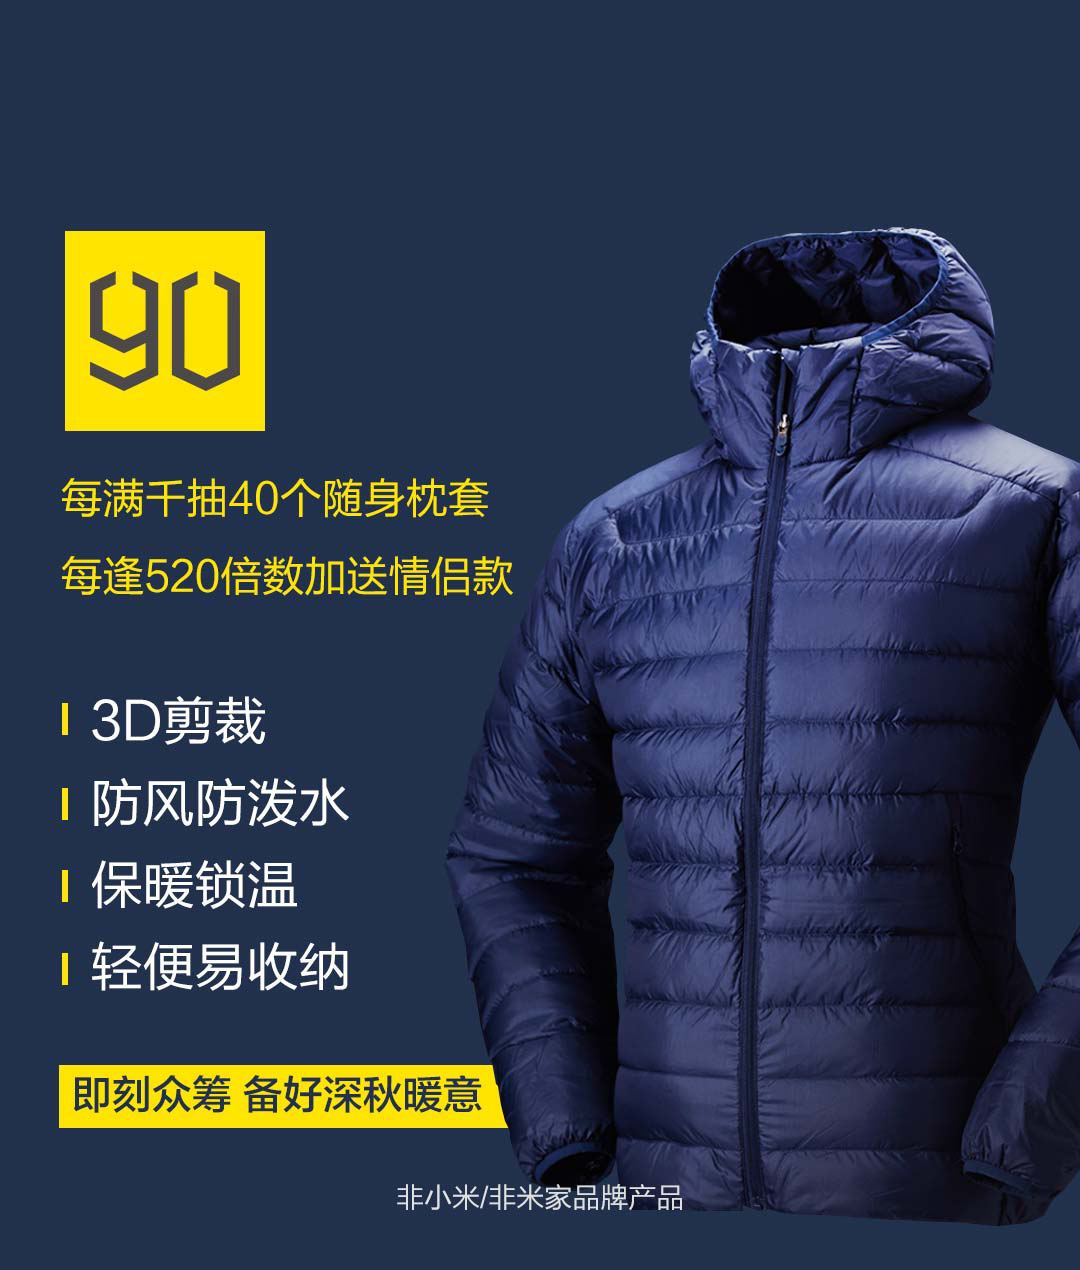 90
每满千抽40个随身枕套
每逢520倍数加送情侣款
3D剪裁
防风防泼水
保暖锁温
轻便易收纳
即刻众筹 备好深秋暖意
非小米/非米家品牌产品